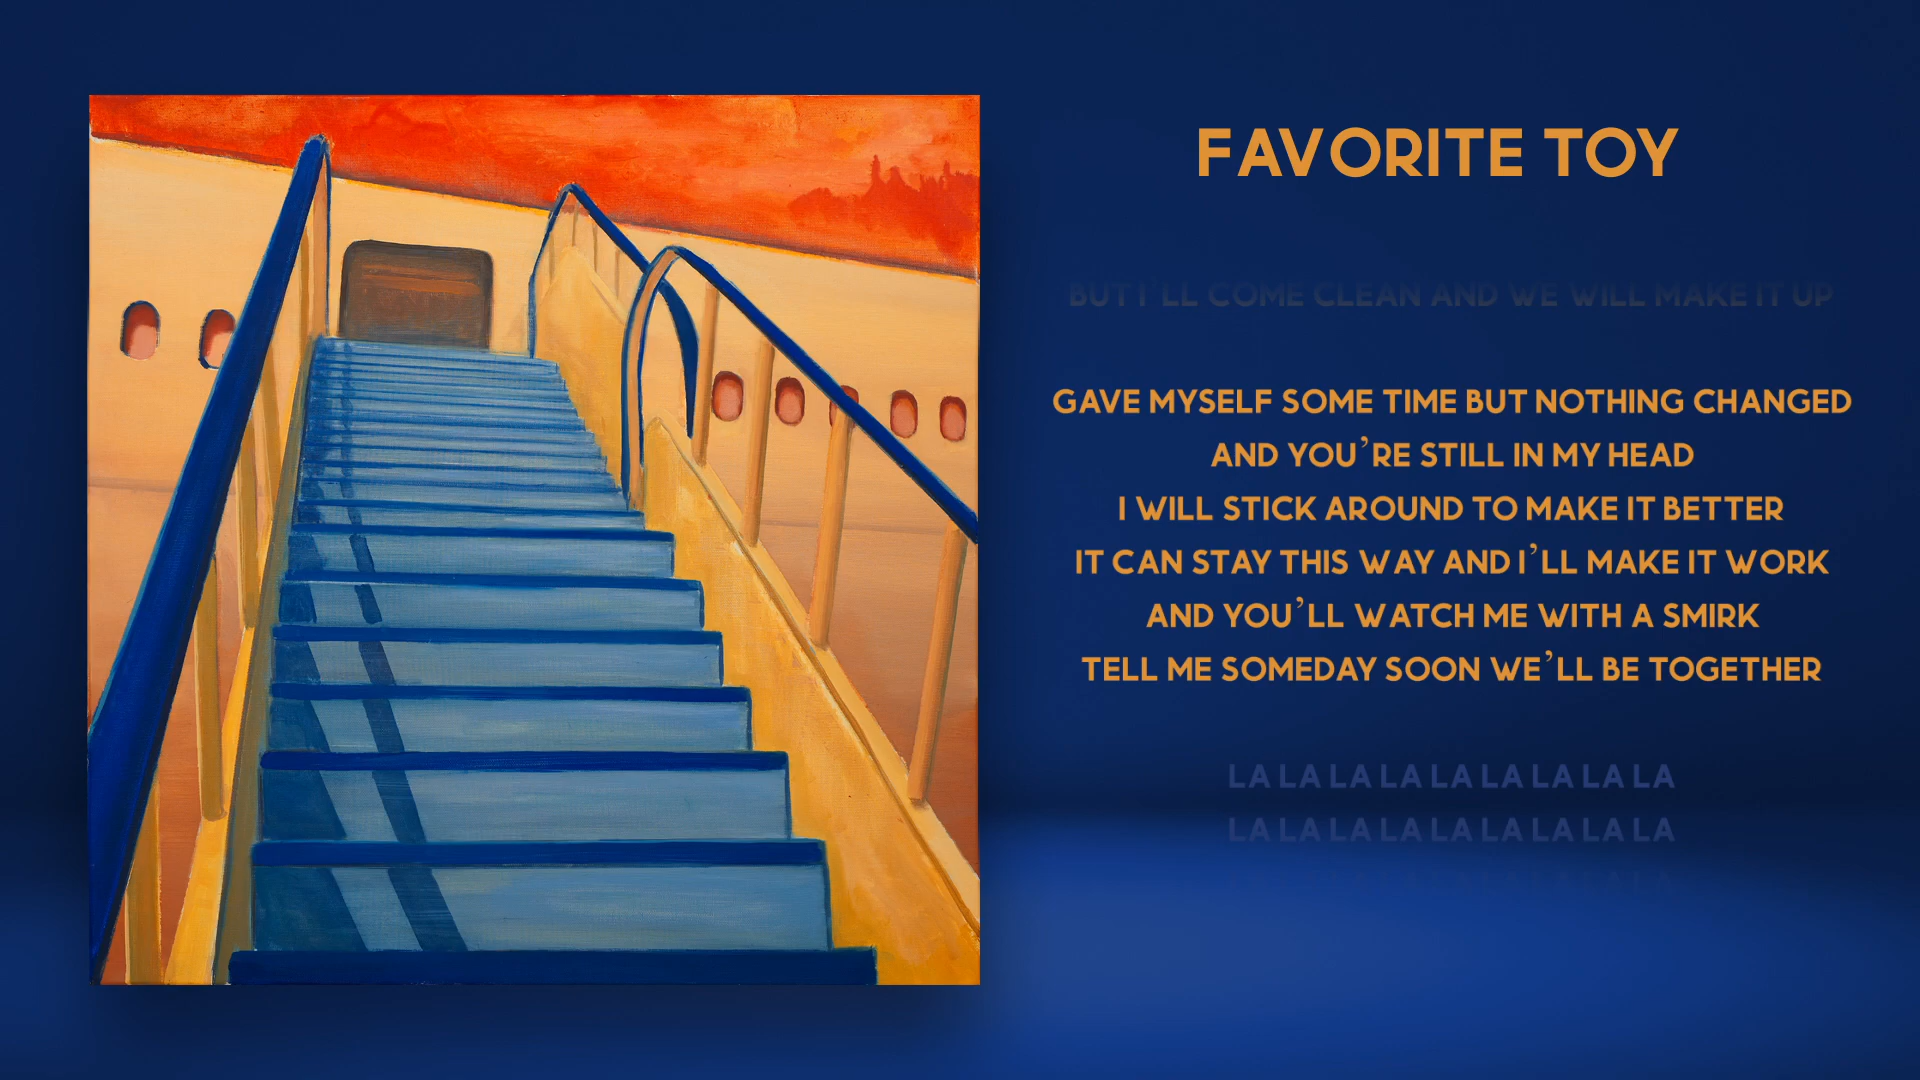 FAVORITE TOY
BUT I'LL COME CLEAN AND WE WILL MAKE IT UP
GAVE MYSELF SOME TIME BUT NOTHING CHANGED
AND YOU'RE STILL IN MY HEAD
I WILL STICK AROUND TO MAKE IT BETTER
IT CAN STAY THIS WAY AND I'LL MAKE IT WORK
AND YOU'LL WATCH ME WITH A SMIRK
TELL ME SOMEDAY SOON WE'LL BE TOGETHER
LA LA LA LA LA LA LA LA LA
LA LA LA LA LA LA LA LA LA